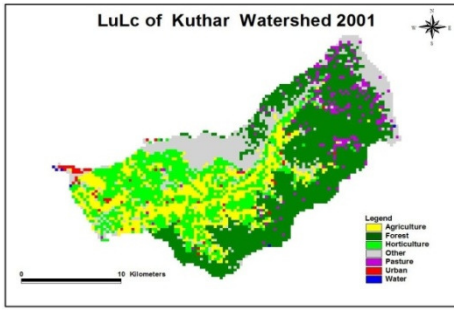 LuLc of Kuthar Watershed 2001
N
W E
S
Legend
Agriculture
Forest
Horticulture
Other
Pasture
Urban
Water
0 10 Kilometers